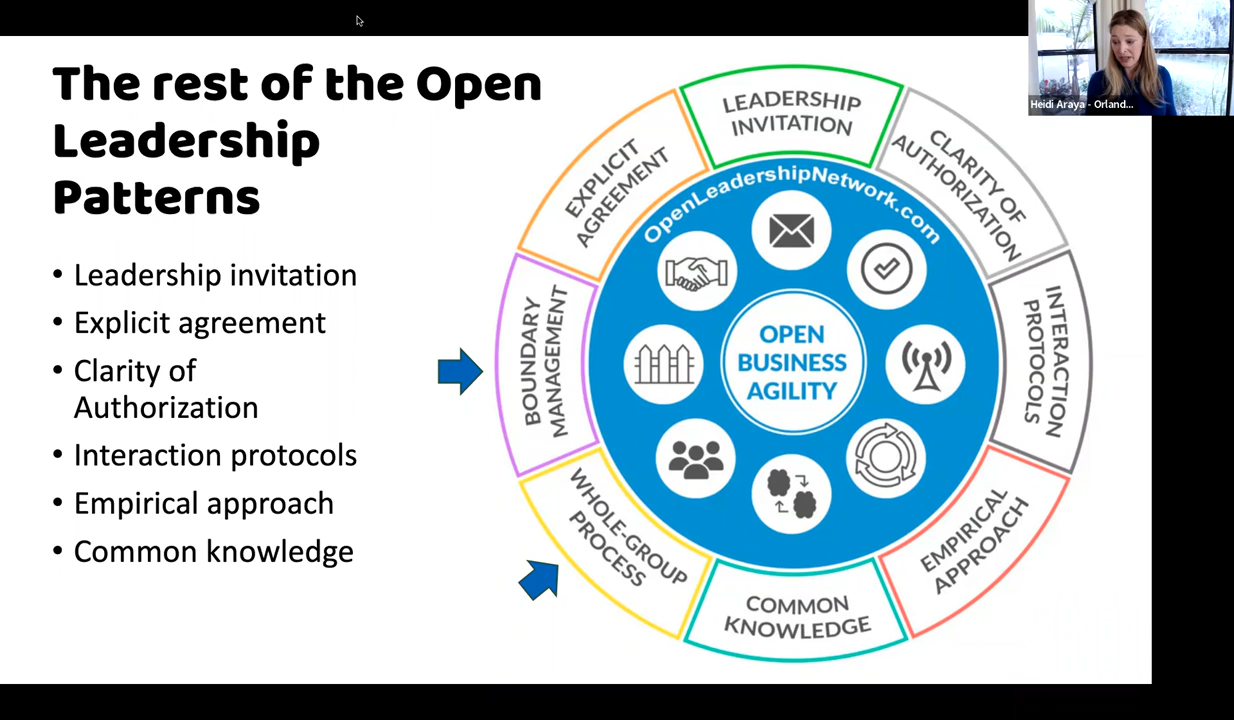 The rest of the Open
Leadership
Patterns
• Leadership invitation
• Explicit agreement
• Clarity of
Authorization
• Interaction protocols
• Empirical approach
• Common knowledge
LEADERSHIP
INVITATION
CLARITY OF
AUTHORIZATION
INTERACTION
PROTOCOLS
EMPIRICAL
APPROACH
COMMON
KNOWLEDGE
WHOLE-GROUP
PROCESS
BOUNDARY
MANAGEMENT
EXPLICIT
AGREEMENT
OpenLeadershipNetwork.com
OPEN
BUSINESS
AGILITY
Heidi Araya - Orland...